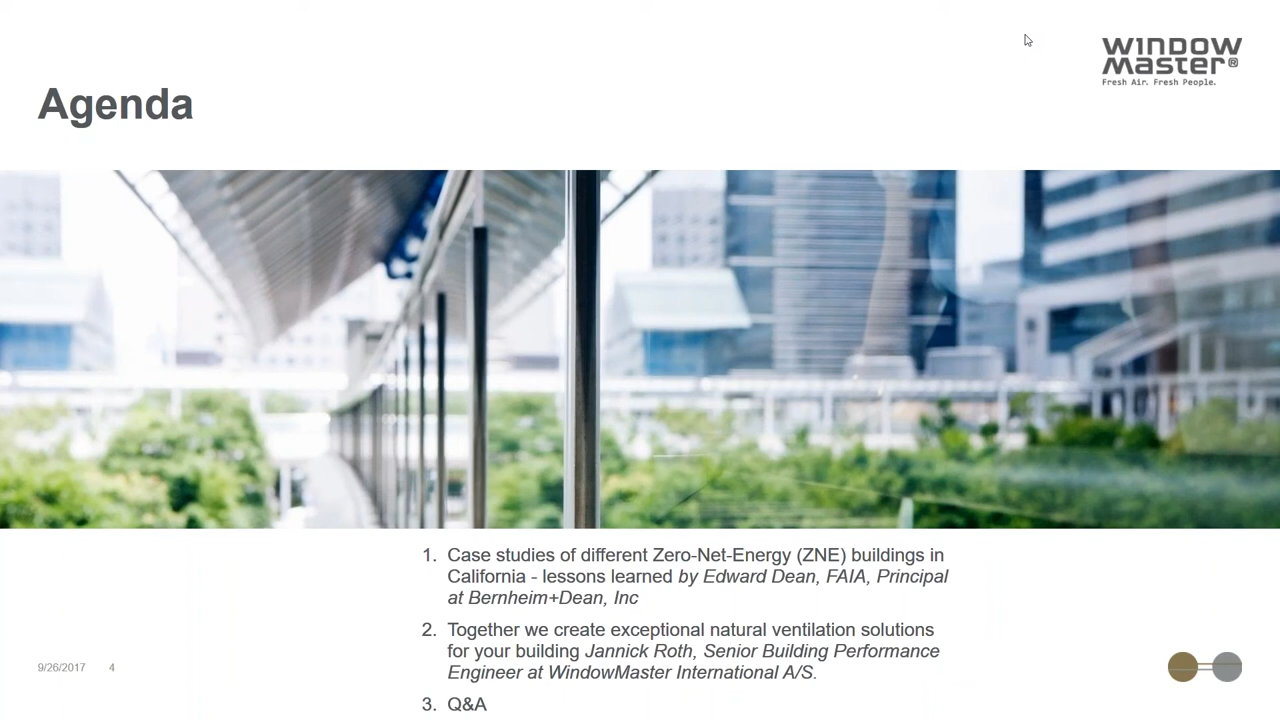 WINDOW
Master®
Fresh Air. Fresh People.
Agenda
1. Case studies of different Zero-Net-Energy (ZNE) buildings in
California - lessons learned by Edward Dean, FAIA, Principal
at Bernheim+Dean, Inc
2. Together we create exceptional natural ventilation solutions
for your building Jannick Roth, Senior Building Performance
Engineer at WindowMaster International A/S.
3. Q&A
9/26/2017 4